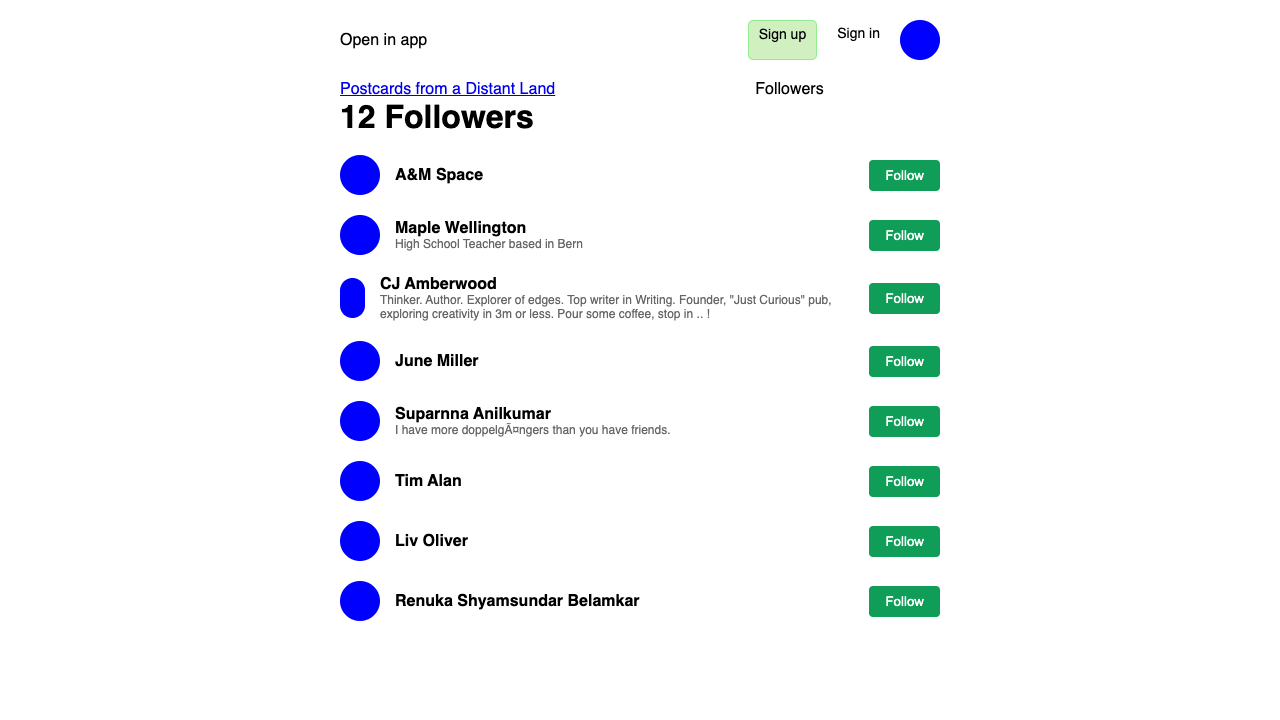 Open in app
Sign up
Sign in
Postcards from a Distant Land
Followers
12 Followers
A&M Space
Follow
Maple Wellington
High School Teacher based in Bern
Follow
CJ Amberwood
Thinker. Author. Explorer of edges. Top writer in Writing. Founder, "Just Curious" pub,
exploring creativity in 3m or less. Pour some coffee, stop in .. !
Follow
June Miller
Follow
Suparnna Anilkumar
I have more doppelgÃ¤ngers than you have friends.
Follow
Tim Alan
Follow
Liv Oliver
Follow
Renuka Shyamsundar Belamkar
Follow